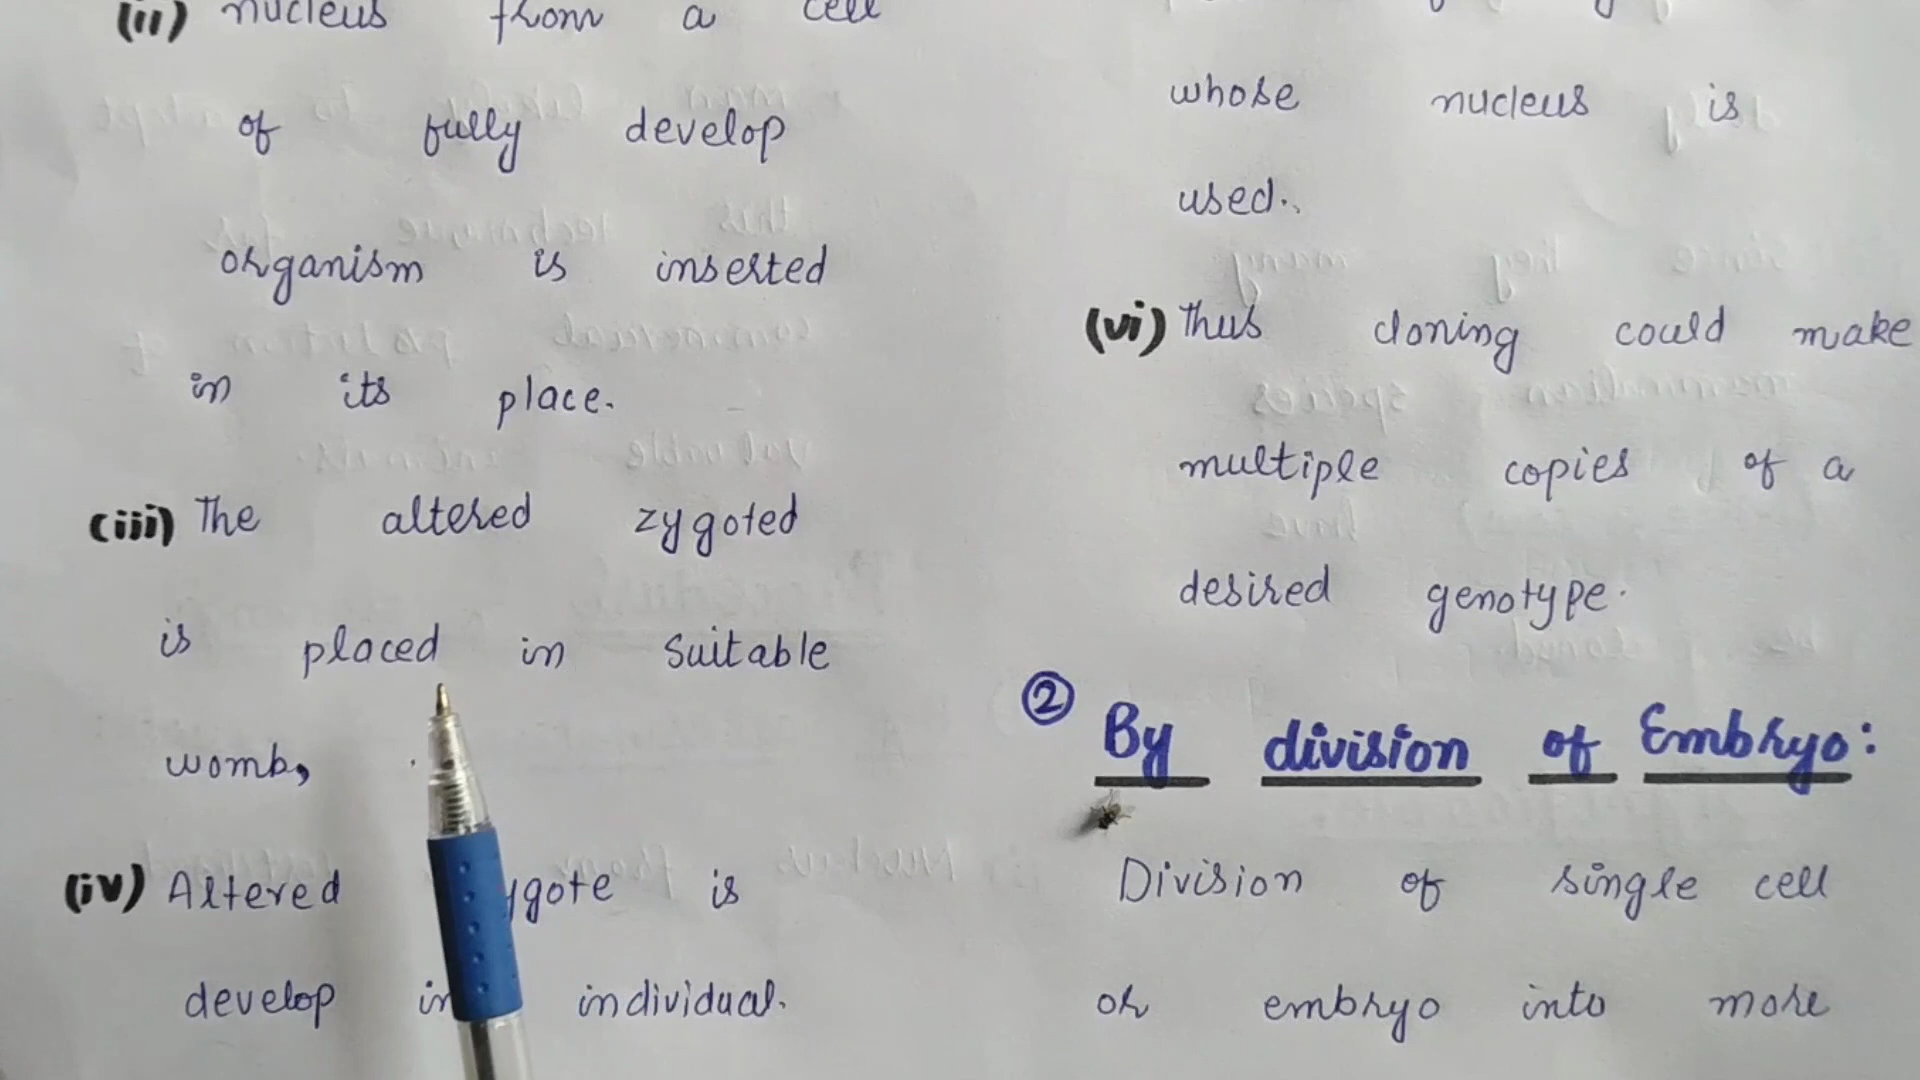 (ii) nucleus from a cell
of fully develop
organism is inserted
in its place.
(iii) The altered zygoted
is placed in suitable
womb,
(iv) Altered ygote is
develop in individual.
whose nucleus is
used.
(vi) Thus cloning could make
multiple copies of a
desired genotype.
② By division of Embryo:
Division of single cell
or embryo into more